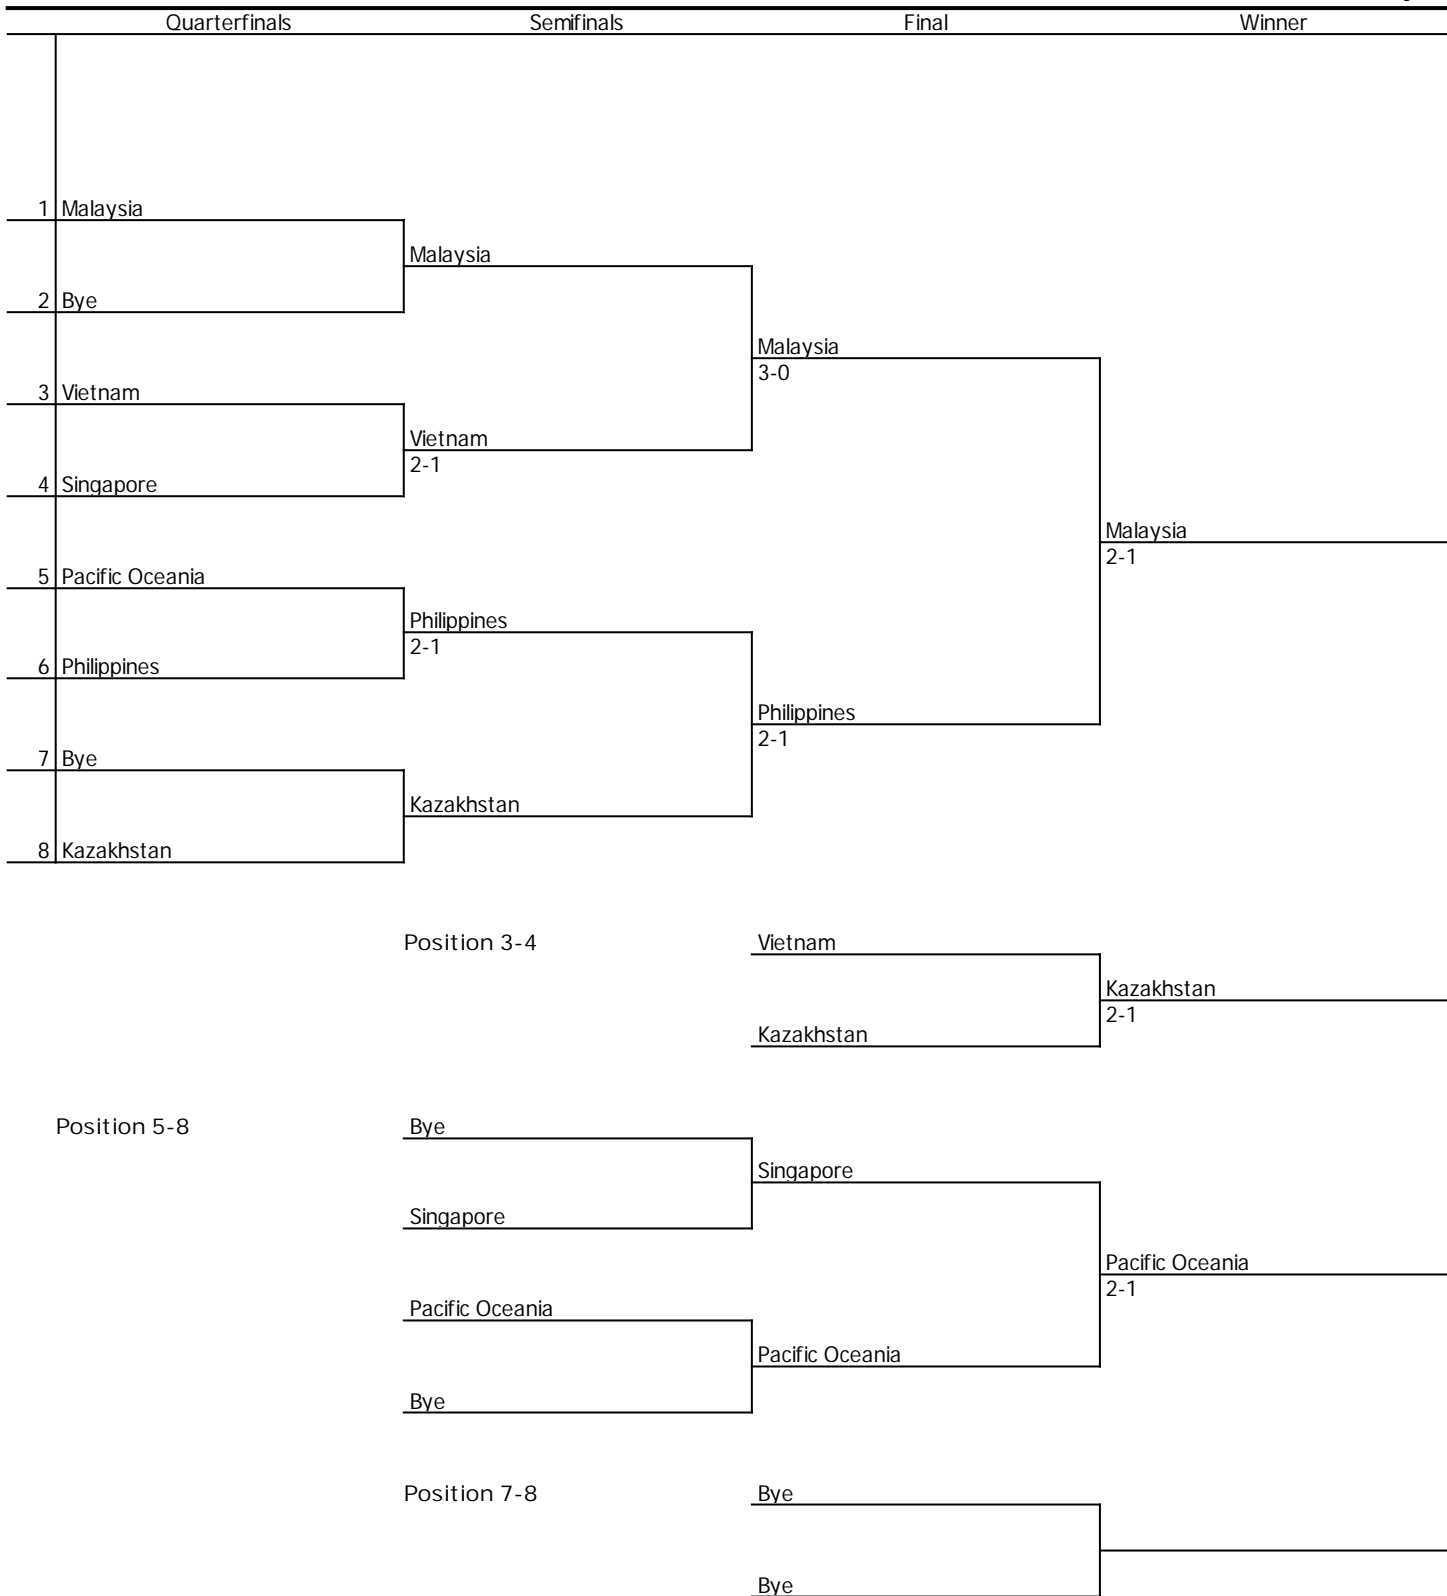 Quarterfinals Semifinals Final Winner
1 Malaysia
Malaysia
2 Bye
Malaysia
3-0
3 Vietnam
Vietnam
2-1
4 Singapore
Malaysia
2-1
5 Pacific Oceania
Philippines
2-1
6 Philippines
Philippines
2-1
7 Bye
Kazakhstan
8 Kazakhstan
Position 3-4 Vietnam
Kazakhstan
2-1
Kazakhstan
Position 5-8 Bye
Singapore
Singapore
Pacific Oceania
2-1
Pacific Oceania
Pacific Oceania
Bye
Position 7-8 Bye
Bye